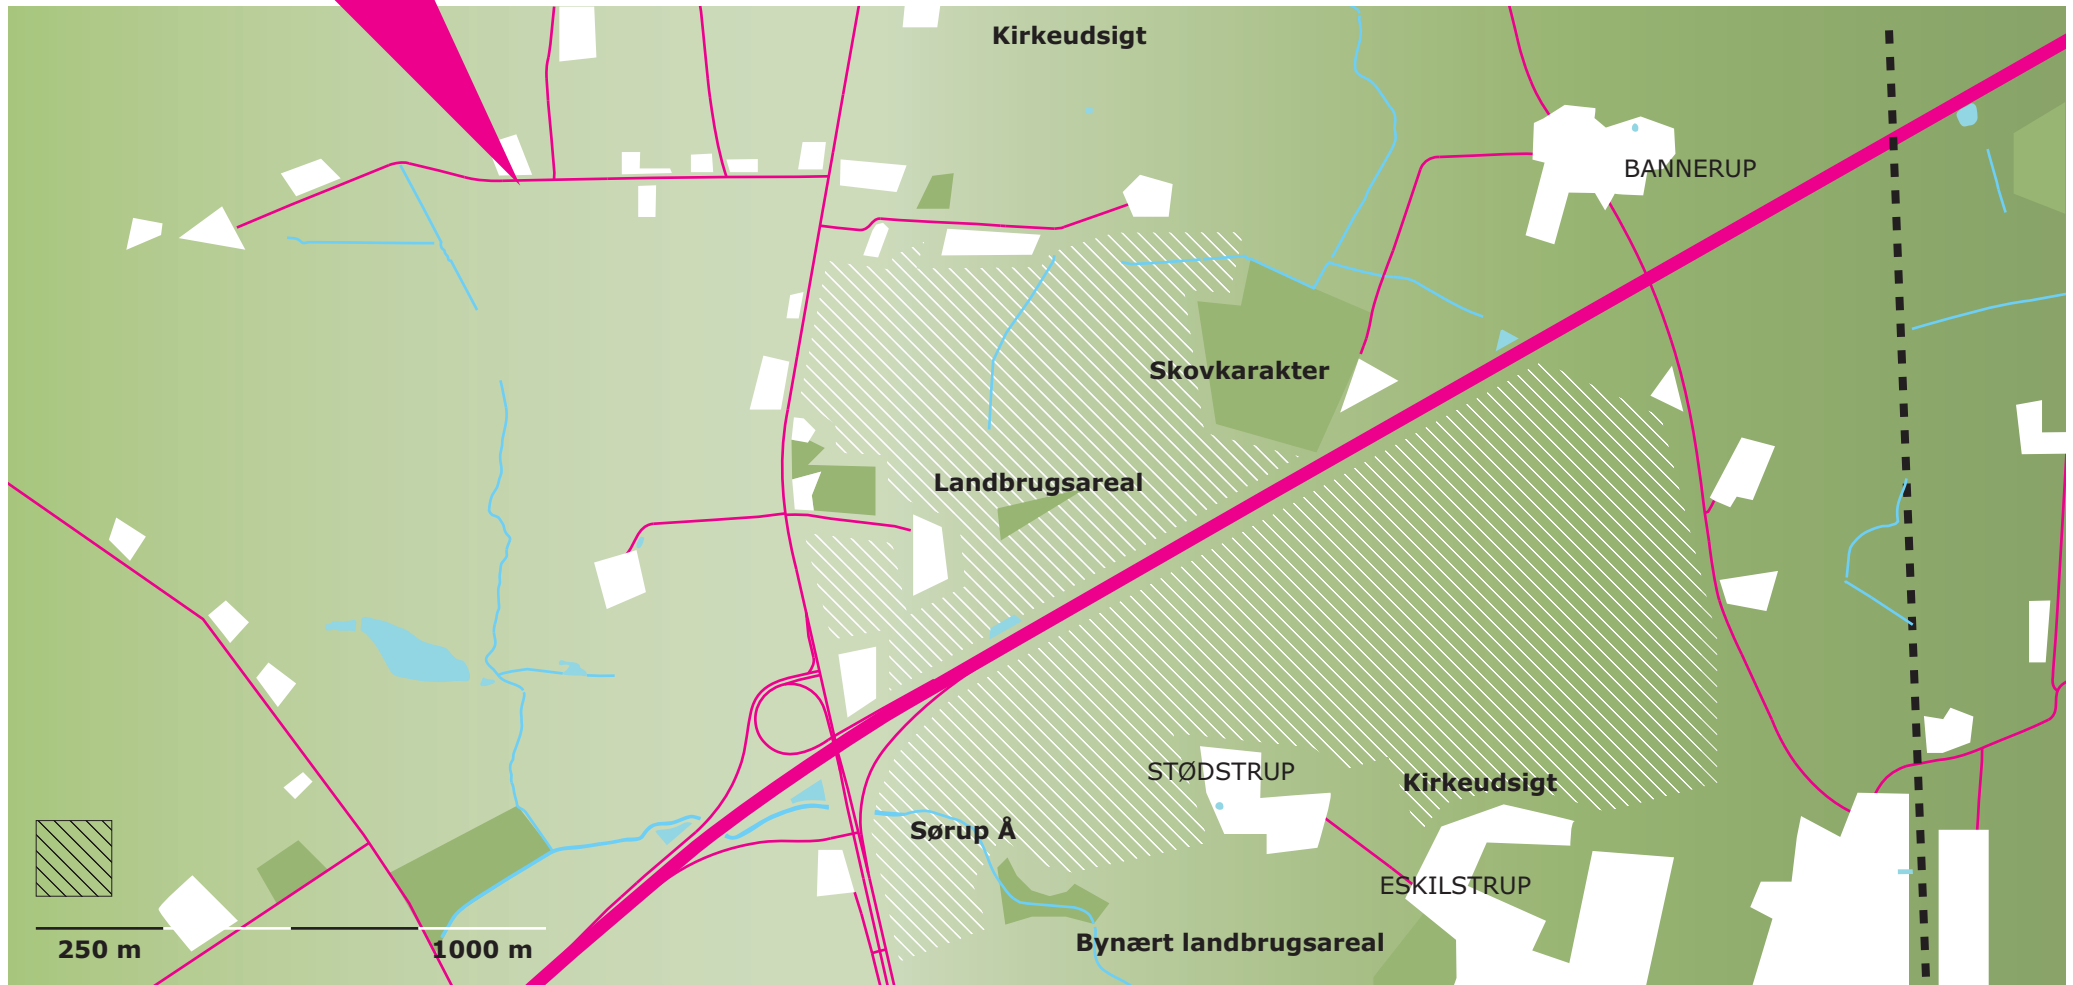 Kirkeudsigt
BANNERUP
Skovkarakter
Landbrugsareal
STØDSTRUP
Kirkeudsigt
Sørup Å
ESKILSTRUP
Bynært landbrugsareal
250 m
1000 m